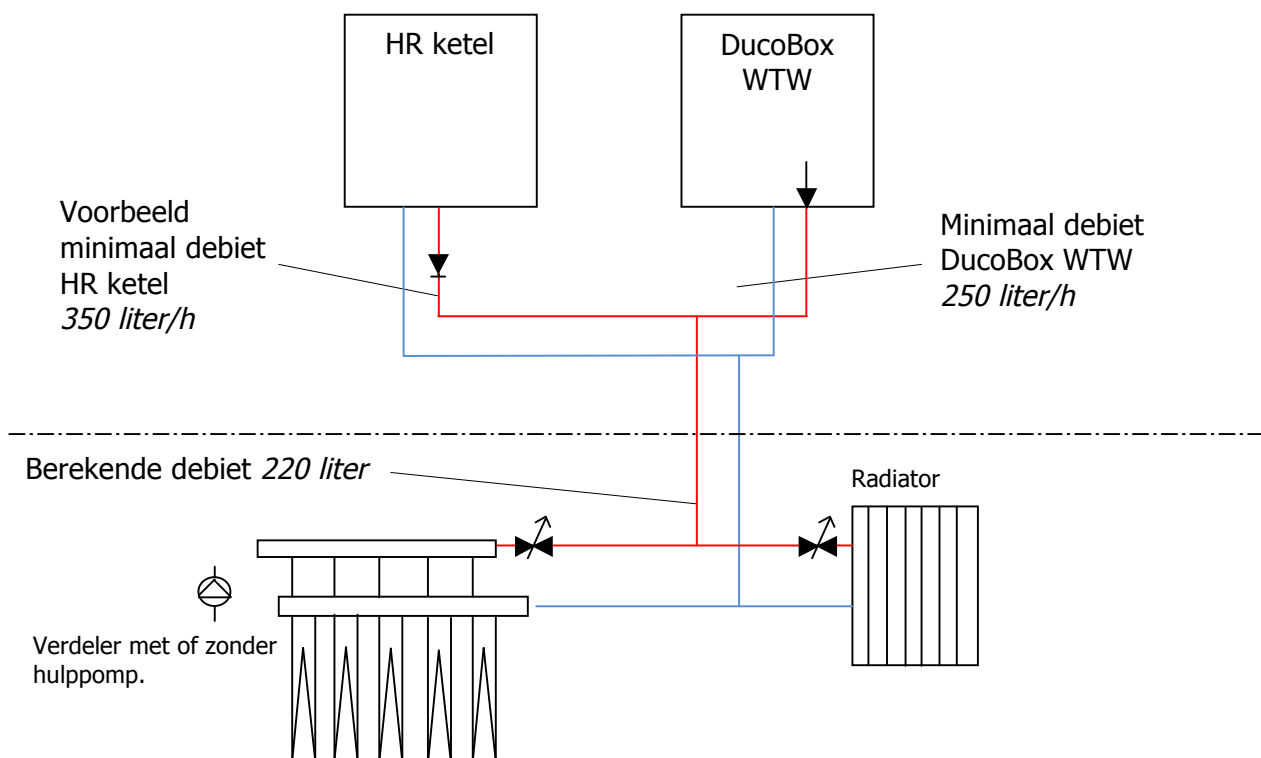 HR ketel
DucoBox
WTW
Voorbeeld
minimaal debiet
HR ketel
350 liter/h
Minimaal debiet
DucoBox WTW
250 liter/h
Berekende debiet 220 liter
Radiator
Verdeler met of zonder
hulppomp.